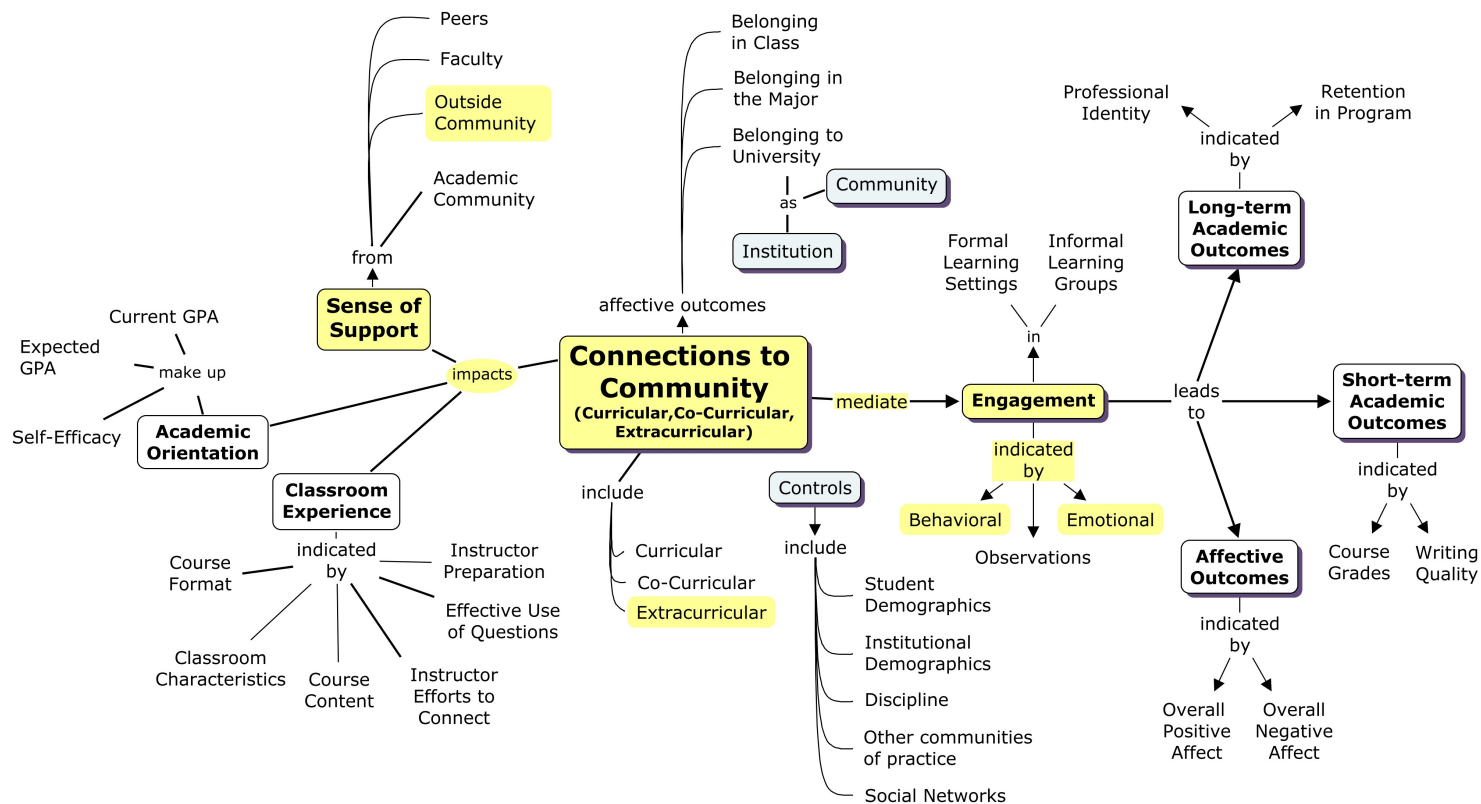 Peers
Faculty
Outside
Community
Academic
Community
from
Sense of
Support
Belonging
in Class
Belonging in
the Major
Belonging to
University
as
Community
Institution
affective outcomes
Current GPA
Expected
GPA
make up
Self-Efficacy
Academic
Orientation
impacts
Connections to
Community
(Curricular,Co-Curricular,
Extracurricular)
include
Curricular
Co-Curricular
Extracurricular
Classroom
Experience
indicated
by
Course
Format
Instructor
Preparation
Effective Use
of Questions
Classroom
Characteristics
Course
Content
Instructor
Efforts to
Connect
mediate
Formal
Learning
Settings
Informal
Learning
Groups
in
Engagement
indicated
by
Behavioral
Emotional
Observations
Controls
include
Student
Demographics
Institutional
Demographics
Discipline
Other communities
of practice
Social Networks
leads
to
Professional
Identity
Retention
in Program
indicated
by
Long-term
Academic
Outcomes
Short-term
Academic
Outcomes
indicated
by
Course
Grades
Writing
Quality
Affective
Outcomes
indicated
by
Overall
Positive
Affect
Overall
Negative
Affect